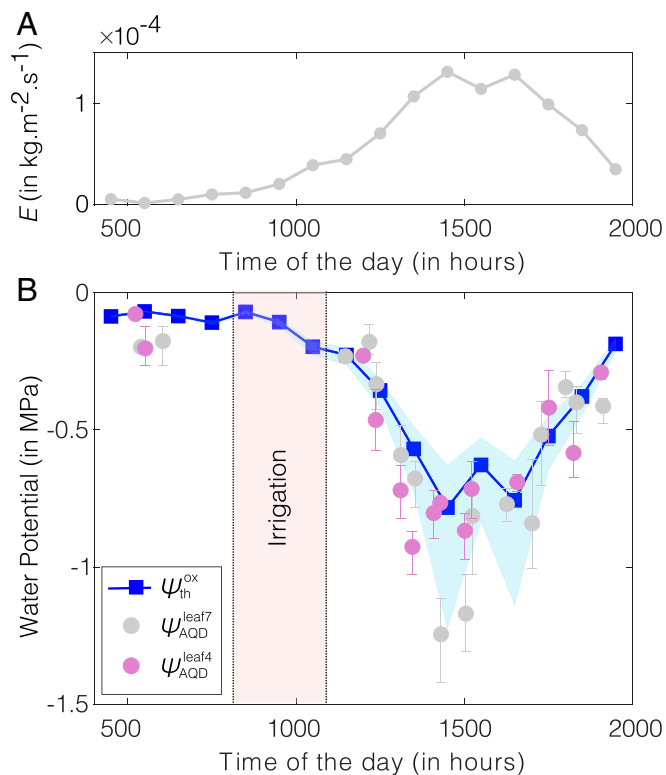 A
×10⁻⁴
1
0
E (in kg.m⁻².s⁻¹)
500 1000 1500 2000
Time of the day (in hours)
B
0
-0.5
-1
-1.5
Water Potential (in MPa)
Irrigation
ψ_th^ox
ψ_AQD^leaf7
ψ_AQD^leaf4
500 1000 1500 2000
Time of the day (in hours)